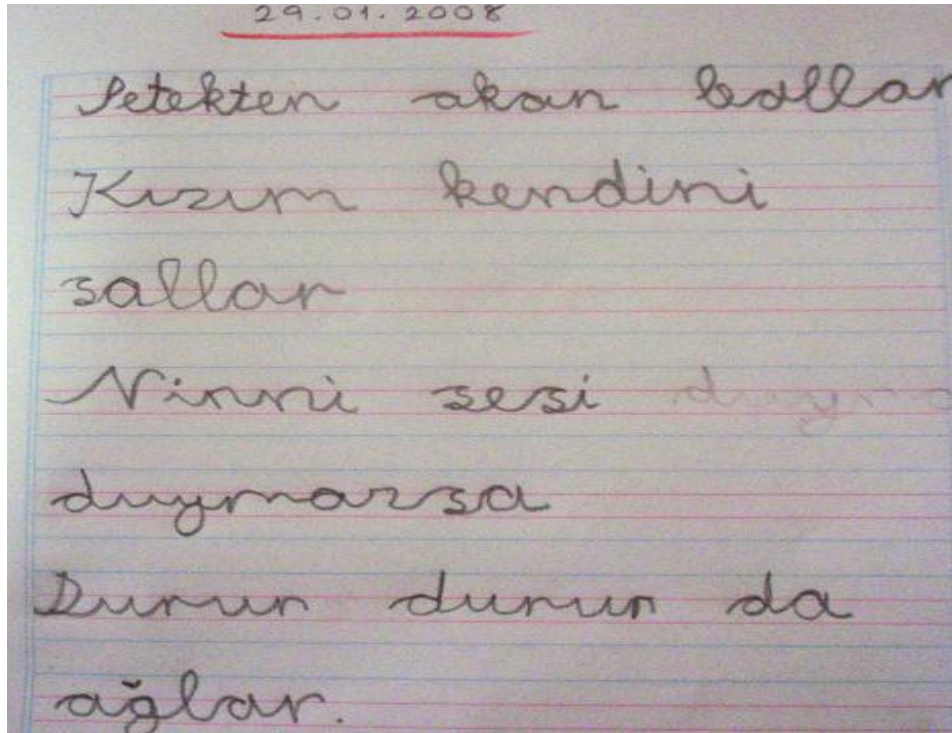 29.01.2008
Petekten akan ballar
Kızım kendini
sallar
Ninni sesi
duymazsa
Durur durur da
ağlar.